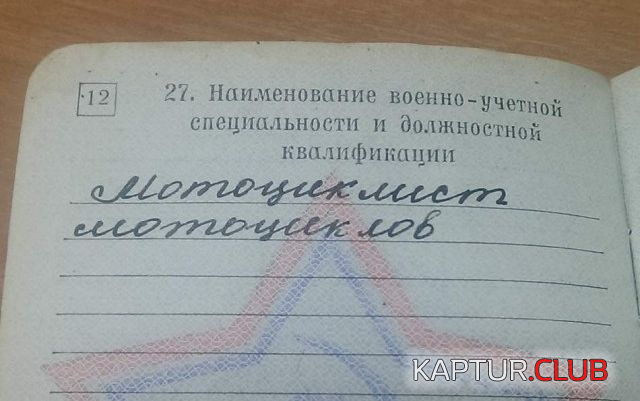 12
27. Наименование военно-учетной
специальности и должностной
квалификации
Мотоциклист
мотоциклов
KAPTUR.CLUB